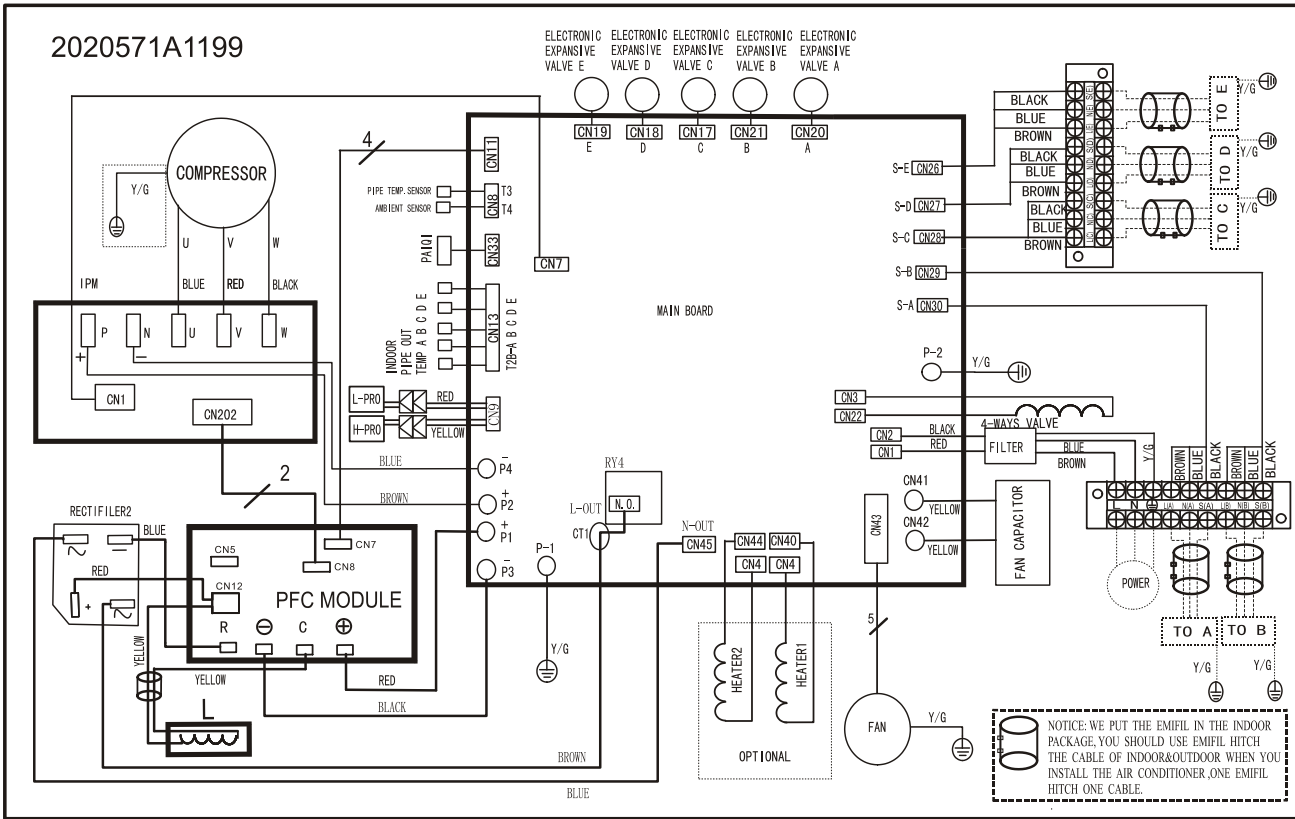 2020571A1199
ELECTRONIC EXPANSIVE VALVE E
ELECTRONIC EXPANSIVE VALVE D
ELECTRONIC EXPANSIVE VALVE C
ELECTRONIC EXPANSIVE VALVE B
ELECTRONIC EXPANSIVE VALVE A
CN19 CN18 CN17 CN21 CN20
E D C B A
COMPRESSOR
Y/G
U V W
IPM
BLUE RED BLACK
P N U V W
+ −
CN1
CN202
4
CN11
PIPE TEMP.SENSOR
AMBIENT SENSOR
CN8
T3
T4
PAIQI
CN33
CN7
INDOOR
PIPE OUT
TEMP A B C D E
CN13
T2B-A B C D E
L-PRO
RED
H-PRO
YELLOW
CN9
MAIN BOARD
BLUE
− P4
BROWN
+ P2
+ P1
− P3
2
RECTIFILER2
BLUE
RED
+
CN5
CN7
CN8
CN12
PFC MODULE
R ⊖ C ⊕
YELLOW
YELLOW
L
RED
BLACK
BROWN
BLUE
P-1
Y/G
L-OUT
CT1
RY4
N.O.
N-OUT
CN45
CN44 CN40
CN4 CN4
HEATER2
HEATER1
OPTIONAL
CN43
5
FAN
Y/G
CN41
YELLOW
CN42
YELLOW
FAN CAPACITOR
S-E CN26
S-D CN27
S-C CN28
S-B CN29
S-A CN30
P-2
Y/G
CN3
CN22
4-WAYS VALVE
CN2
BLACK
CN1
RED
FILTER
BLUE
BROWN
Y/G
BLACK
BLUE
BROWN
BLACK
BLUE
BROWN
BLACK
BLUE
BROWN
S(E)
N(E)
L(E)
S(D)
N(D)
L(D)
S(C)
N(C)
L(C)
TO E
Y/G
TO D
Y/G
TO C
Y/G
BROWN BLUE BLACK BROWN BLUE BLACK
L N L(A) N(A) S(A) L(B) N(B) S(B)
POWER
TO A
TO B
Y/G
Y/G
NOTICE: WE PUT THE EMIFIL IN THE INDOOR
PACKAGE, YOU SHOULD USE EMIFIL HITCH
THE CABLE OF INDOOR&OUTDOOR WHEN YOU
INSTALL THE AIR CONDITIONER ,ONE EMIFIL
HITCH ONE CABLE.